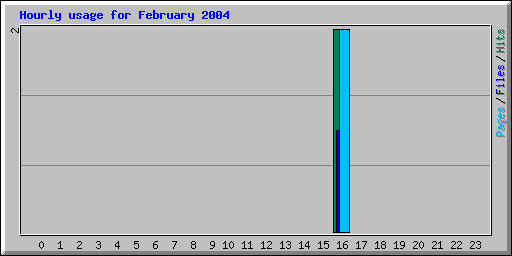 Hourly usage for February 2004
2
Pages/Files/Hits
0 1 2 3 4 5 6 7 8 9 10 11 12 13 14 15 16 17 18 19 20 21 22 23